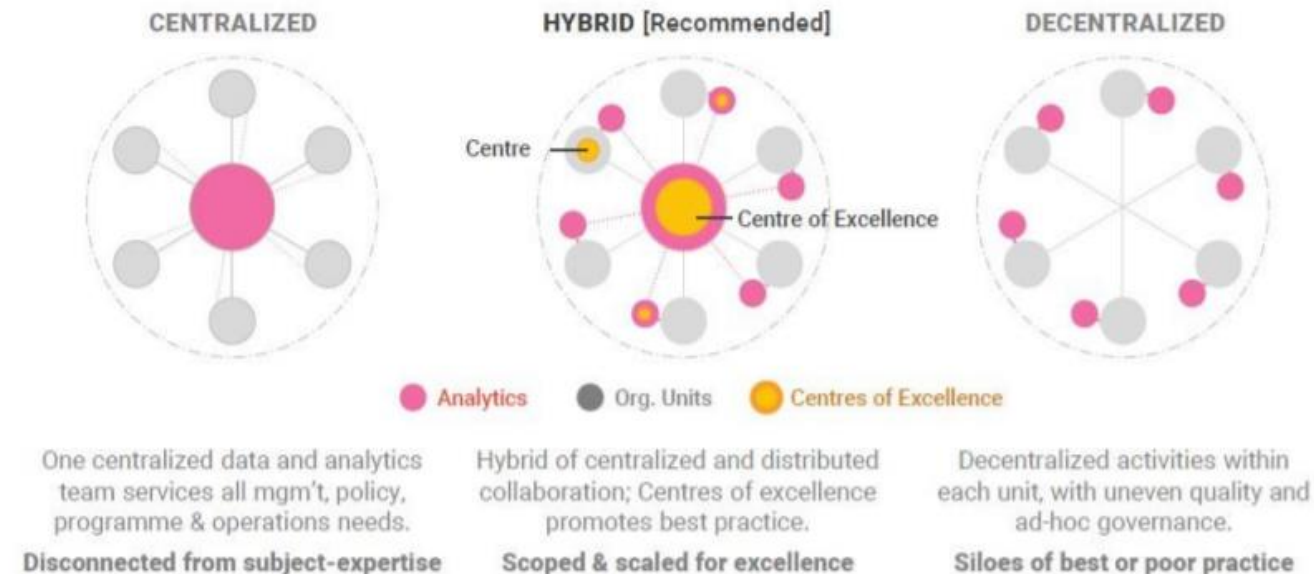 CENTRALIZED
HYBRID [Recommended]
DECENTRALIZED
Centre
Centre of Excellence
Analytics
Org. Units
Centres of Excellence
One centralized data and analytics
team services all mgm't, policy,
programme & operations needs.
Disconnected from subject-expertise
Hybrid of centralized and distributed
collaboration; Centres of excellence
promotes best practice.
Scoped & scaled for excellence
Decentralized activities within
each unit, with uneven quality and
ad-hoc governance.
Siloes of best or poor practice